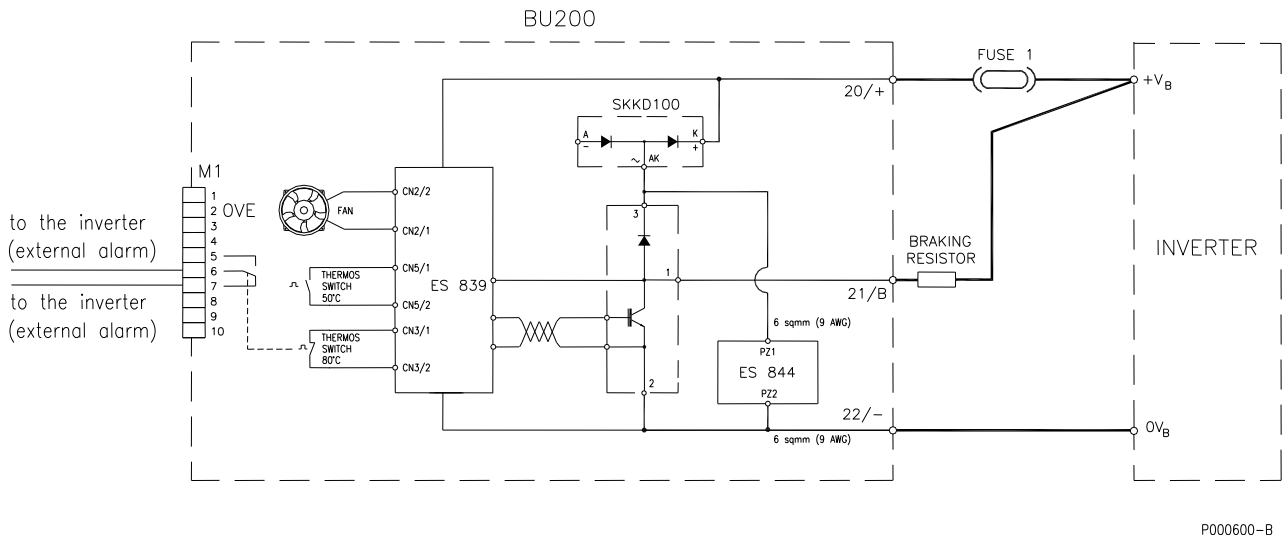 BU200
FUSE 1
20/+
+VB
SKKD100
A
-
K
+
~ AK
M1
1
2 OVE
3
4
5
6
7
8
9
10
to the inverter
(external alarm)
to the inverter
(external alarm)
FAN
CN2/2
CN2/1
CN5/1
CN5/2
CN3/1
CN3/2
THERMOS
SWITCH
50°C
THERMOS
SWITCH
80°C
ES 839
3
1
2
21/B
BRAKING
RESISTOR
INVERTER
6 sqmm (9 AWG)
PZ1
ES 844
PZ2
22/-
6 sqmm (9 AWG)
0VB
P000600-B